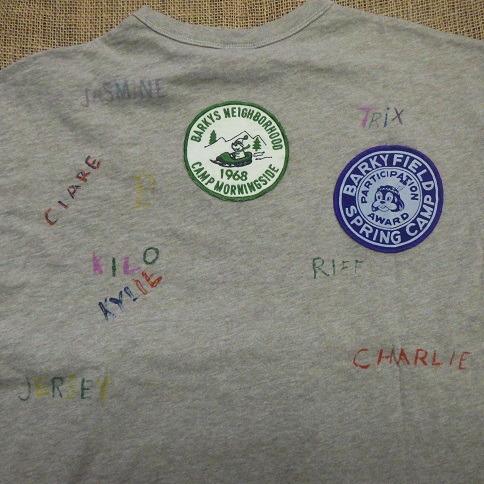 JASMINE
BARKYS NEIGHBORHOOD
1968
CAMP MORNINGSIDE
TRiX
CLARE
P
BARKYFIELD
PARTICIPATION
AWARD
SPRING CAMP
KILO
KYLIE
RIFF
CHARLIE
JERSEY